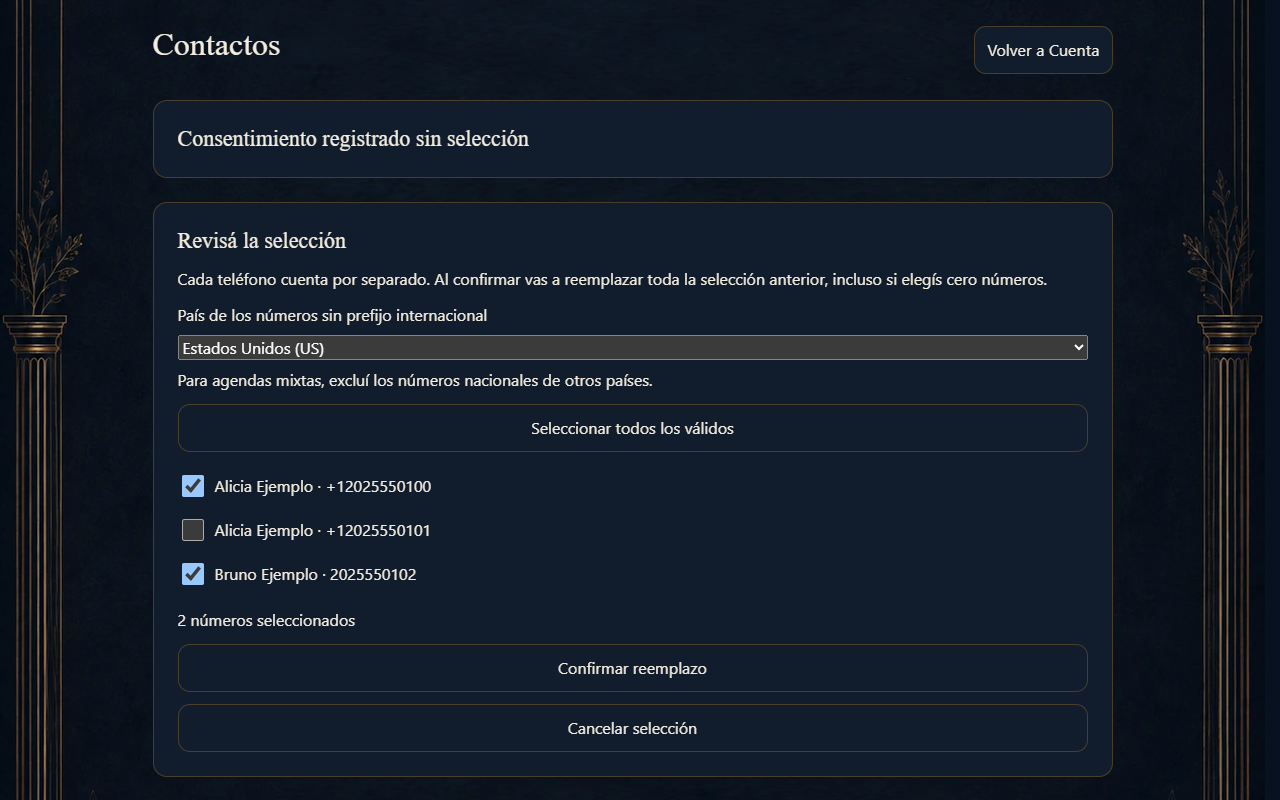 Contactos
Volver a Cuenta
Consentimiento registrado sin selección
Revisá la selección
Cada teléfono cuenta por separado. Al confirmar vas a reemplazar toda la selección anterior, incluso si elegís cero números.
País de los números sin prefijo internacional
Estados Unidos (US)
Para agendas mixtas, excluí los números nacionales de otros países.
Seleccionar todos los válidos
Alicia Ejemplo · +12025550100
Alicia Ejemplo · +12025550101
Bruno Ejemplo · 2025550102
2 números seleccionados
Confirmar reemplazo
Cancelar selección